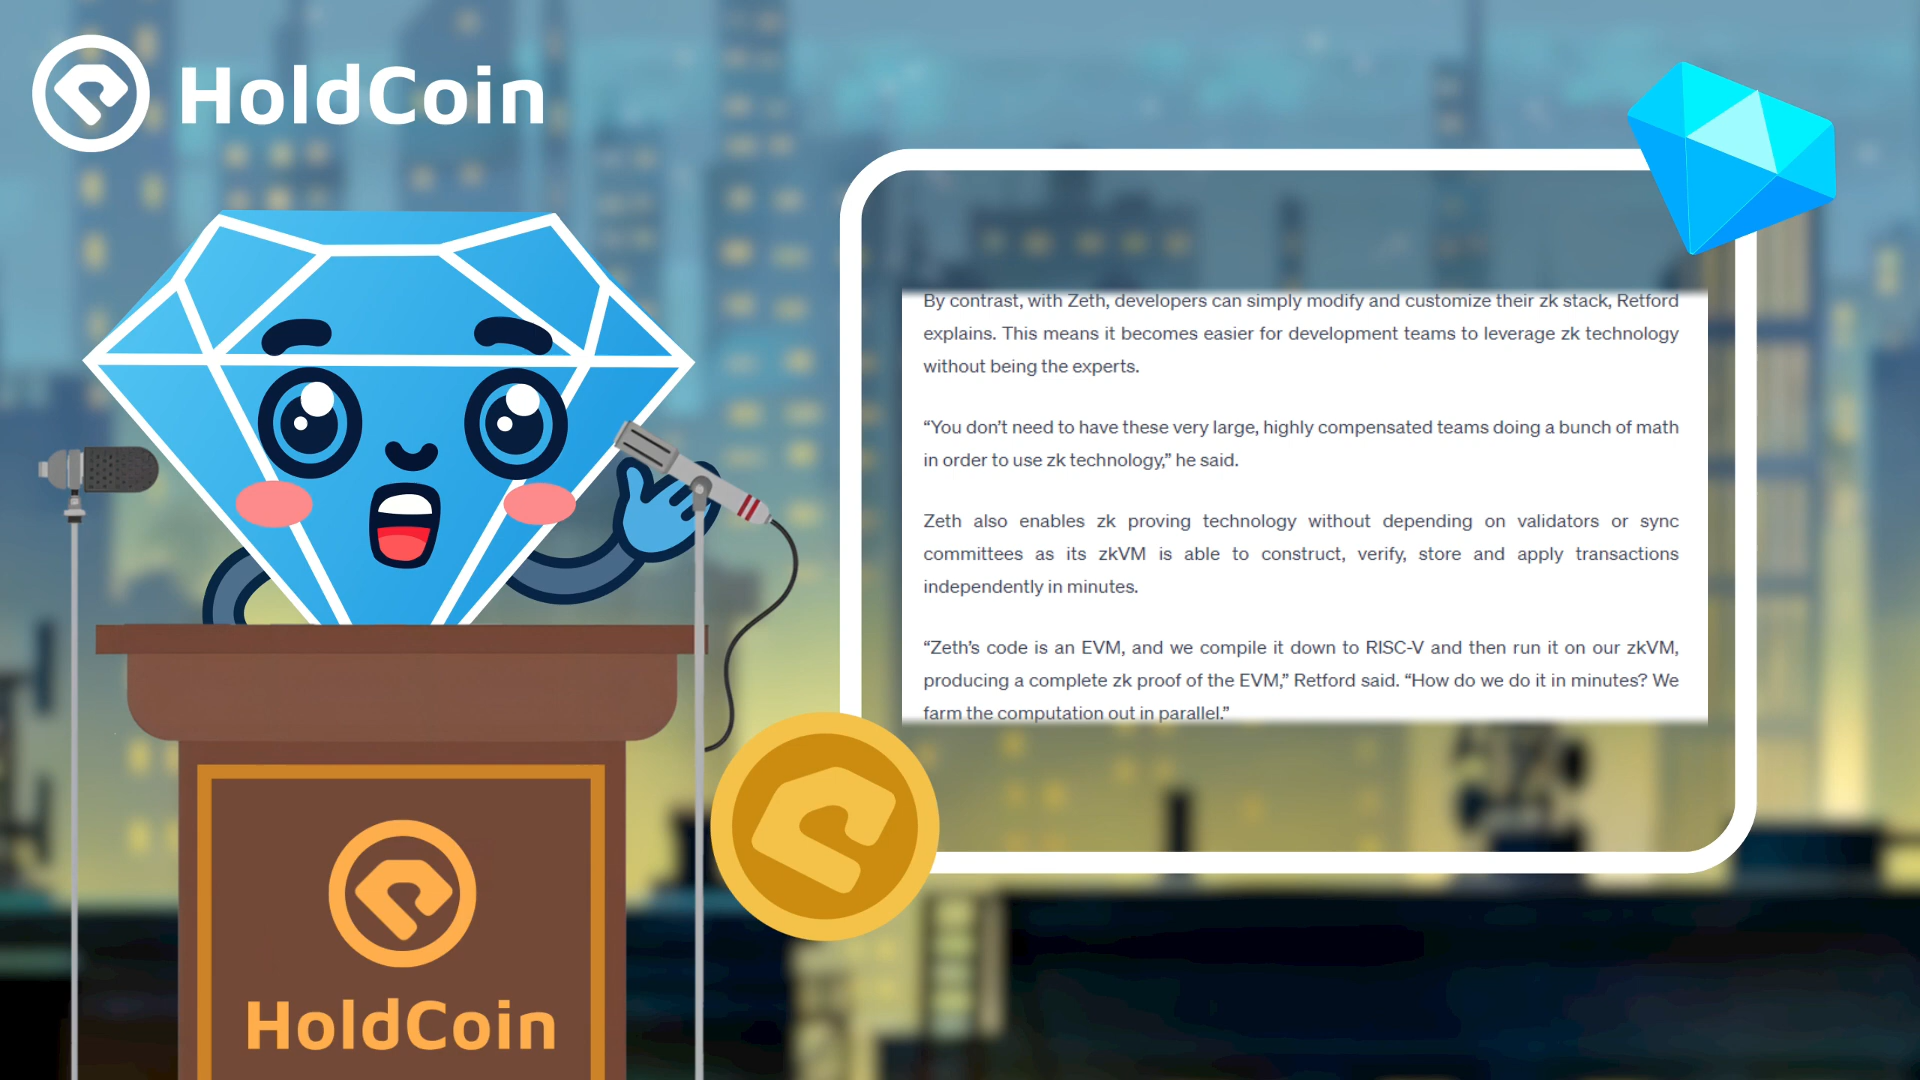 HoldCoin
By contrast, with Zeth, developers can simply modify and customize their zk stack, Retford
explains. This means it becomes easier for development teams to leverage zk technology
without being the experts.
“You don’t need to have these very large, highly compensated teams doing a bunch of math
in order to use zk technology,” he said.
Zeth also enables zk proving technology without depending on validators or sync
committees as its zkVM is able to construct, verify, store and apply transactions
independently in minutes.
“Zeth’s code is an EVM, and we compile it down to RISC-V and then run it on our zkVM,
producing a complete zk proof of the EVM,” Retford said. “How do we do it in minutes? We
farm the computation out in parallel.”
HoldCoin